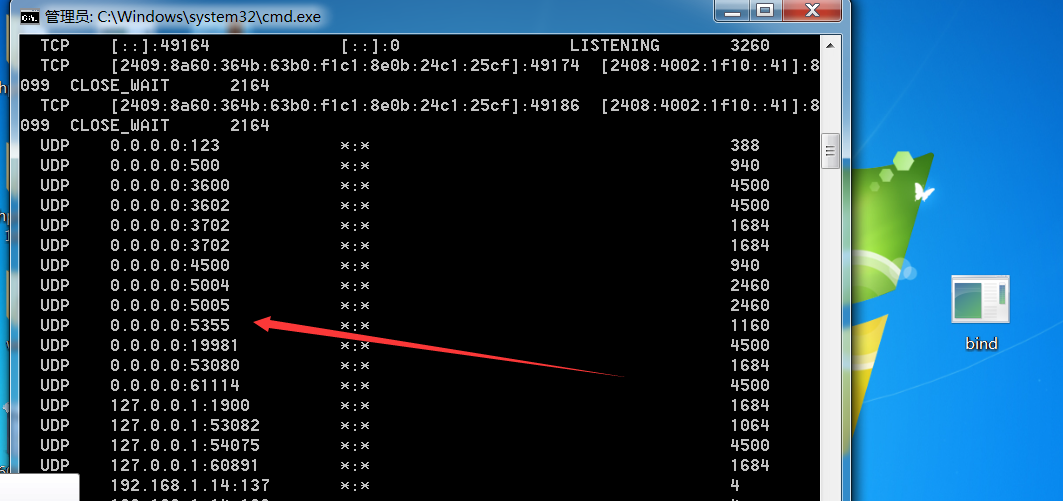 管理员: C:\Windows\system32\cmd.exe
TCP [::]:49164 [::]:0 LISTENING 3260
TCP [2409:8a60:364b:63b0:f1c1:8e0b:24c1:25cf]:49174 [2408:4002:1f10::41]:8
099 CLOSE_WAIT 2164
TCP [2409:8a60:364b:63b0:f1c1:8e0b:24c1:25cf]:49186 [2408:4002:1f10::41]:8
099 CLOSE_WAIT 2164
UDP 0.0.0.0:123 *:* 388
UDP 0.0.0.0:500 *:* 940
UDP 0.0.0.0:3600 *:* 4500
UDP 0.0.0.0:3602 *:* 4500
UDP 0.0.0.0:3702 *:* 1684
UDP 0.0.0.0:3702 *:* 1684
UDP 0.0.0.0:4500 *:* 940
UDP 0.0.0.0:5004 *:* 2460
UDP 0.0.0.0:5005 *:* 2460
UDP 0.0.0.0:5355 *:* 1160
UDP 0.0.0.0:19981 *:* 4500
UDP 0.0.0.0:53080 *:* 1684
UDP 0.0.0.0:61114 *:* 4500
UDP 127.0.0.1:1900 *:* 1684
UDP 127.0.0.1:53082 *:* 1064
UDP 127.0.0.1:54075 *:* 4500
UDP 127.0.0.1:60891 *:* 1684
192.168.1.14:137 *:* 4
bind